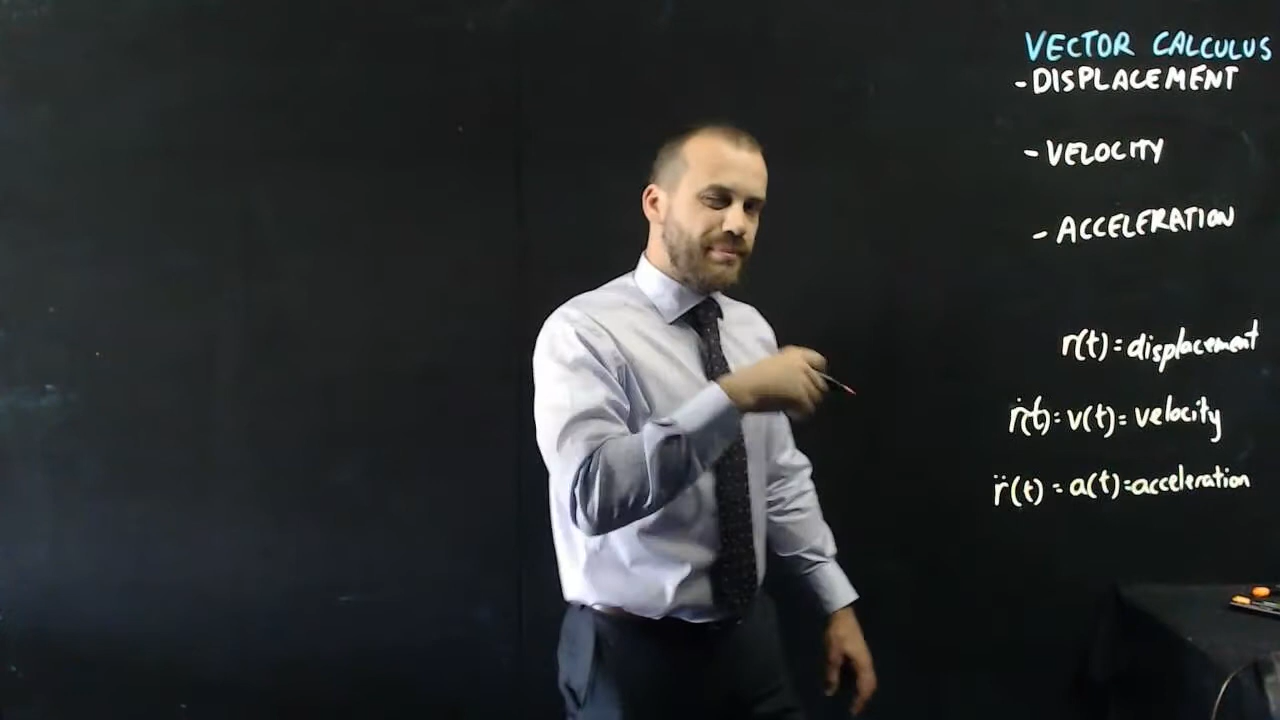 VECTOR CALCULUS
- DISPLACEMENT
- VELOCITY
- ACCELERATION
r(t) = displacement
ṙ(t) = v(t) = velocity
r̈(t) = a(t) = acceleration